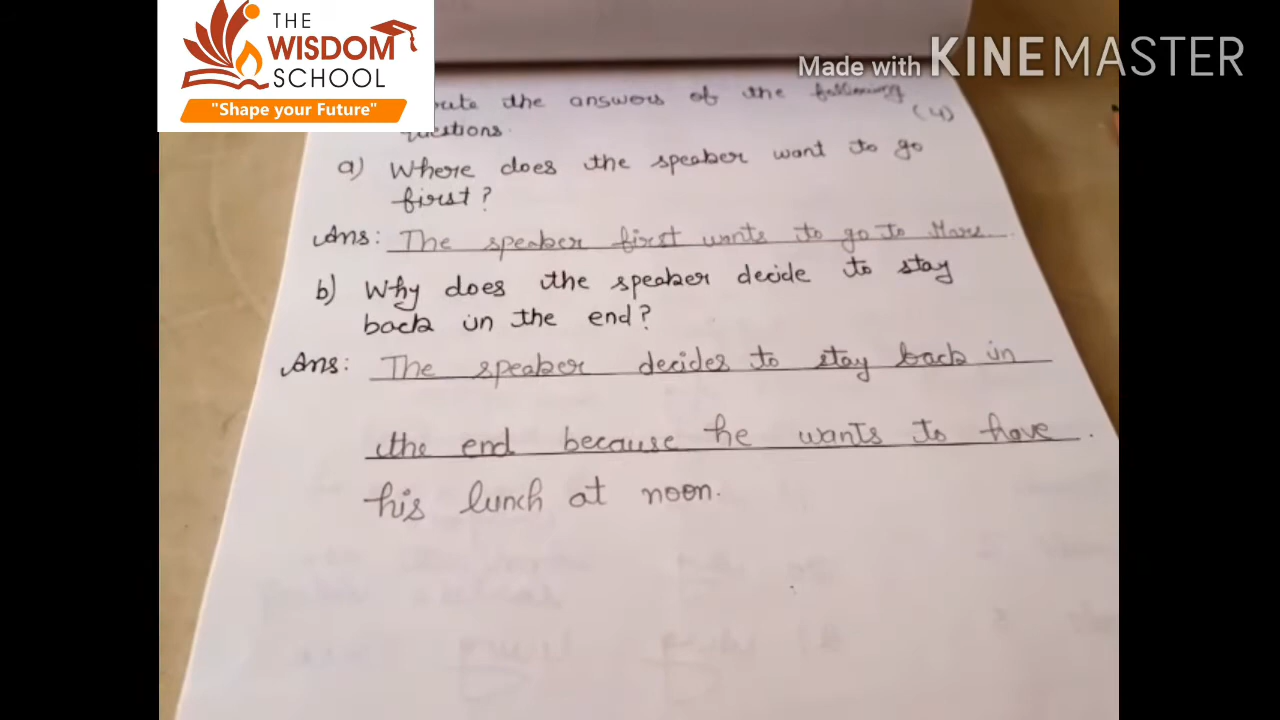 THE
WISDOM
SCHOOL
"Shape your Future"
Made with KINEMASTER
the answers of the following
questions.
(4)
a) Where does the speaker want to go
first?
Ans: The speaker first wants to go to Mars
b) Why does the speaker decide to stay
back in the end?
Ans: The speaker decides to stay back in
the end because he wants to have
his lunch at noon.